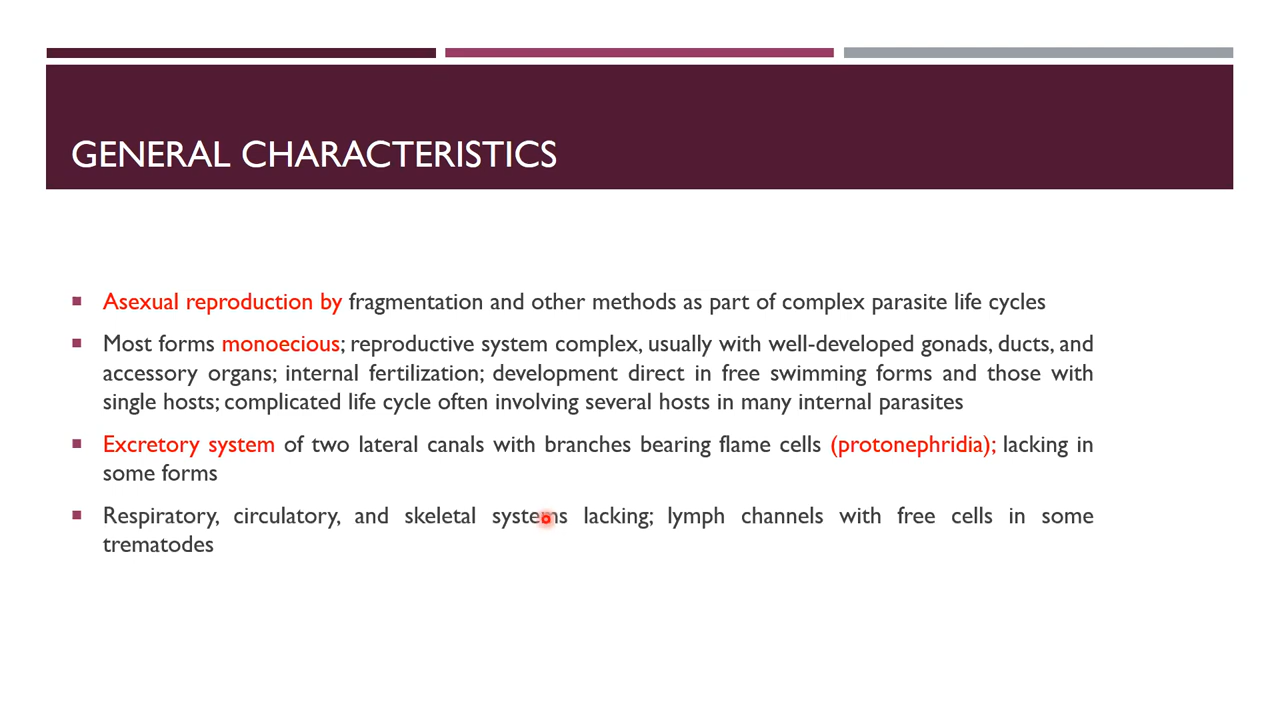 GENERAL CHARACTERISTICS
Asexual reproduction by fragmentation and other methods as part of complex parasite life cycles
Most forms monoecious; reproductive system complex, usually with well-developed gonads, ducts, and
accessory organs; internal fertilization; development direct in free swimming forms and those with
single hosts; complicated life cycle often involving several hosts in many internal parasites
Excretory system of two lateral canals with branches bearing flame cells (protonephridia); lacking in
some forms
Respiratory, circulatory, and skeletal systems lacking; lymph channels with free cells in some
trematodes